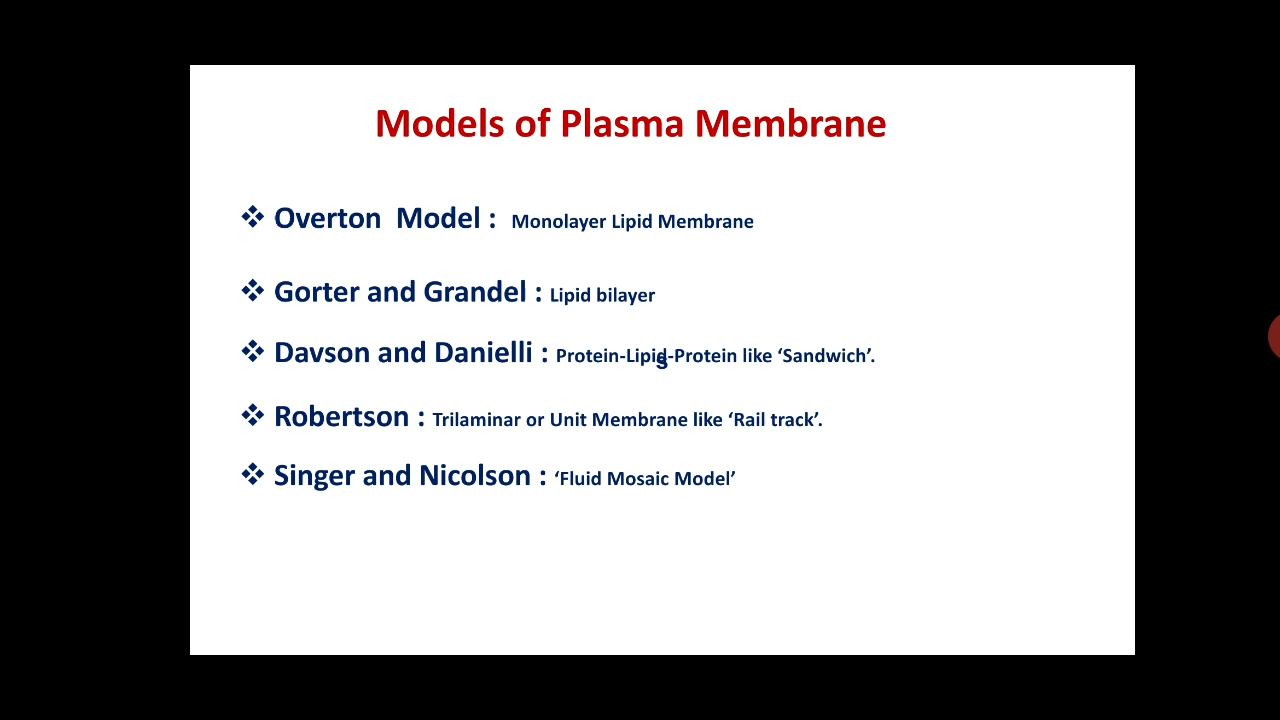 Models of Plasma Membrane
❖ Overton Model : Monolayer Lipid Membrane
❖ Gorter and Grandel : Lipid bilayer
❖ Davson and Danielli : Protein-Lipid-Protein like ‘Sandwich’.
s
❖ Robertson : Trilaminar or Unit Membrane like ‘Rail track’.
❖ Singer and Nicolson : ‘Fluid Mosaic Model’